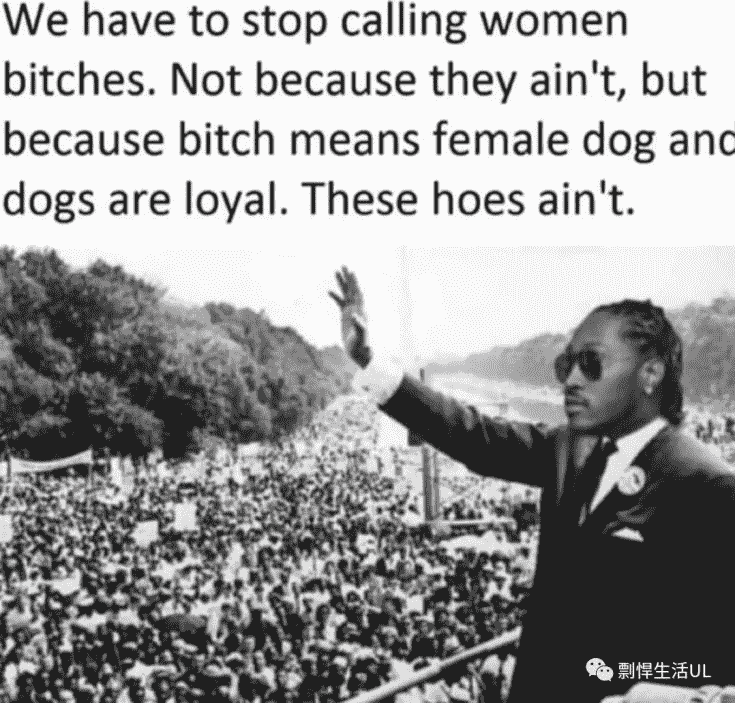 We have to stop calling women
bitches. Not because they ain't, but
because bitch means female dog and
dogs are loyal. These hoes ain't.
剽悍生活UL